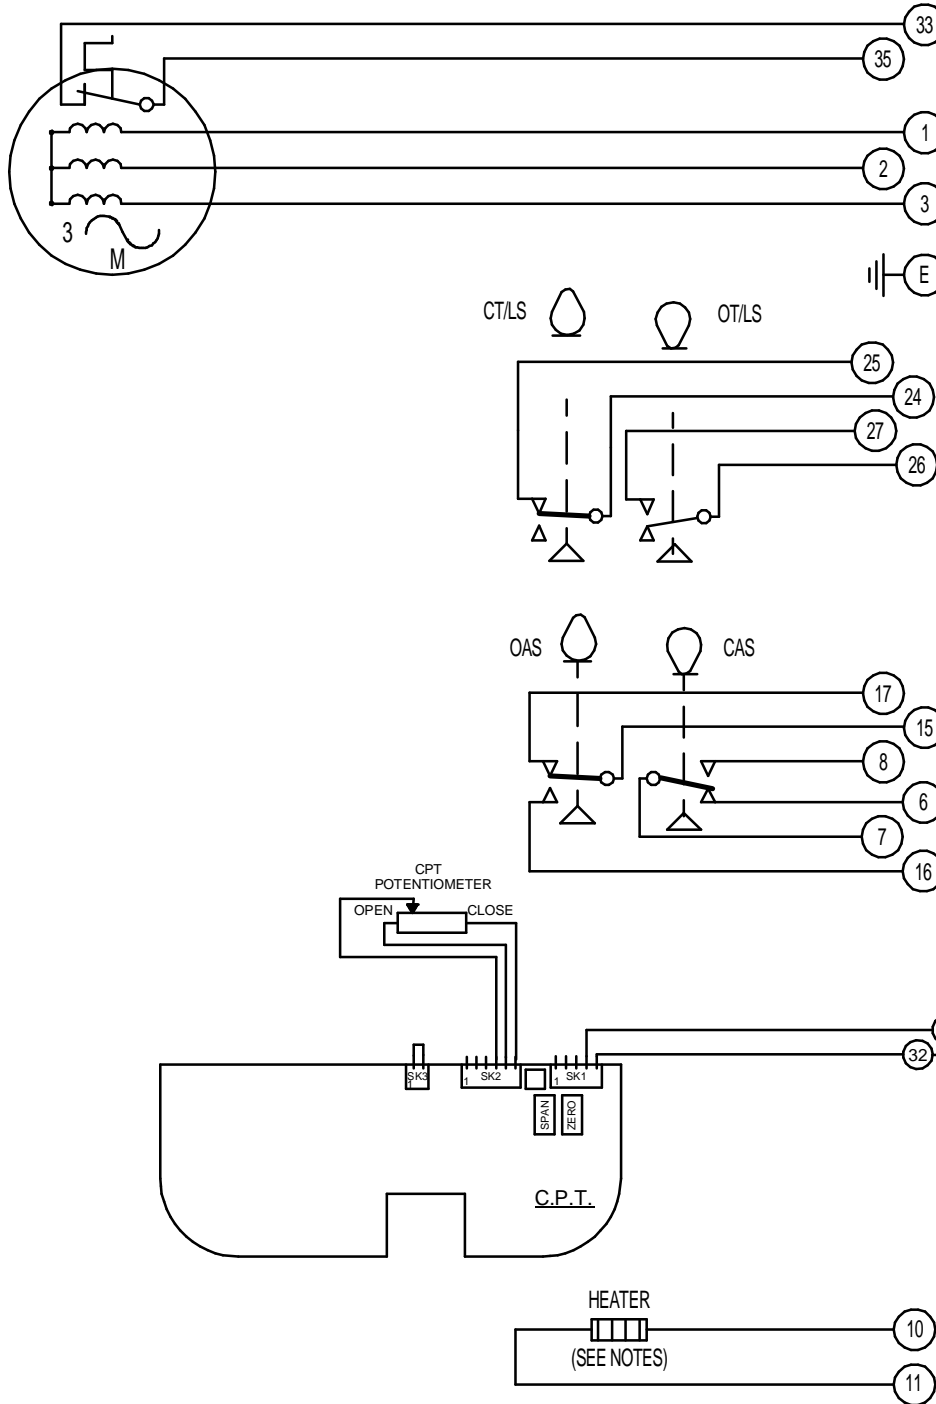 33
35
1
2
3
3
M
E
CT/LS
OT/LS
25
24
27
26
OAS
CAS
17
15
8
6
7
16
CPT
POTENTIOMETER
OPEN
CLOSE
32
SK3
1
1
SK2
1
SK1
SPAN
ZERO
C.P.T.
HEATER
(SEE NOTES)
10
11